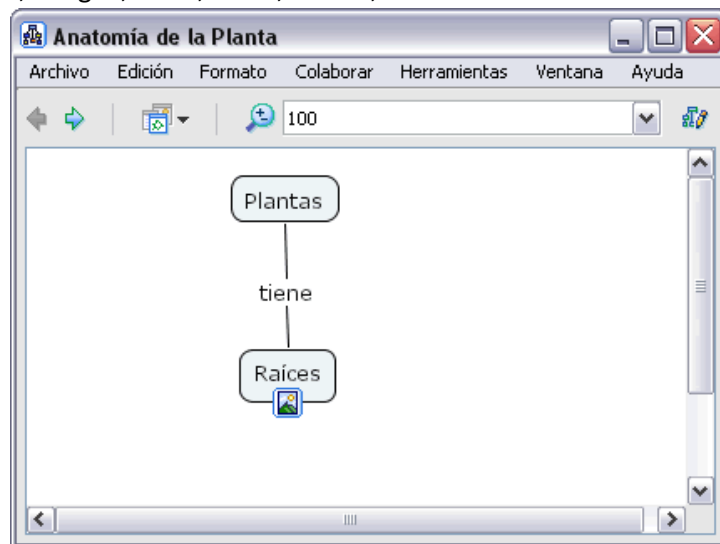 Anatomía de la Planta
Archivo Edición Formato Colaborar Herramientas Ventana Ayuda
100
Plantas
tiene
Raíces